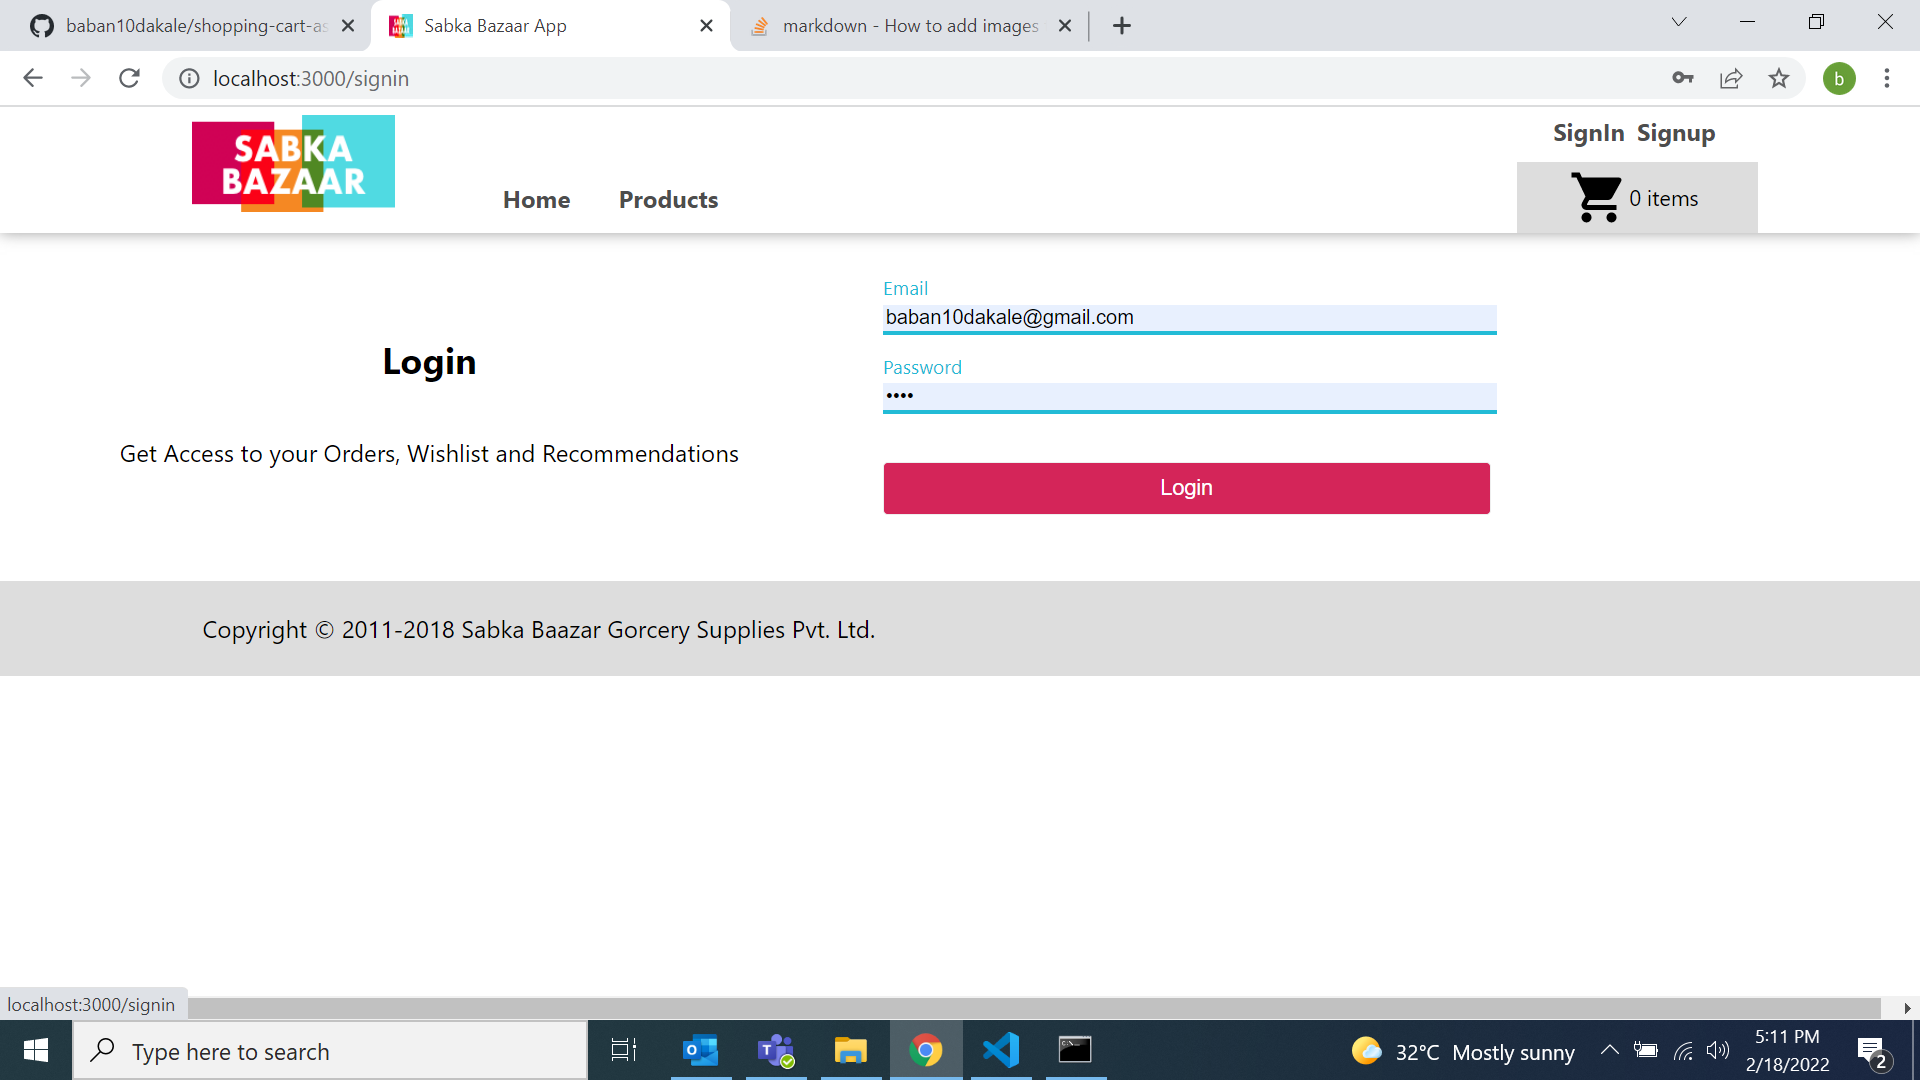 baban10dakale/shopping-cart-as
Sabka Bazaar App
markdown - How to add images
localhost:3000/signin
b
SABKA
BAZAAR
Home
Products
SignIn Signup
0 items
Login
Get Access to your Orders, Wishlist and Recommendations
Email
baban10dakale@gmail.com
Password
••••
Login
Copyright © 2011-2018 Sabka Baazar Gorcery Supplies Pvt. Ltd.
localhost:3000/signin
Type here to search
32°C Mostly sunny
5:11 PM
2/18/2022
2